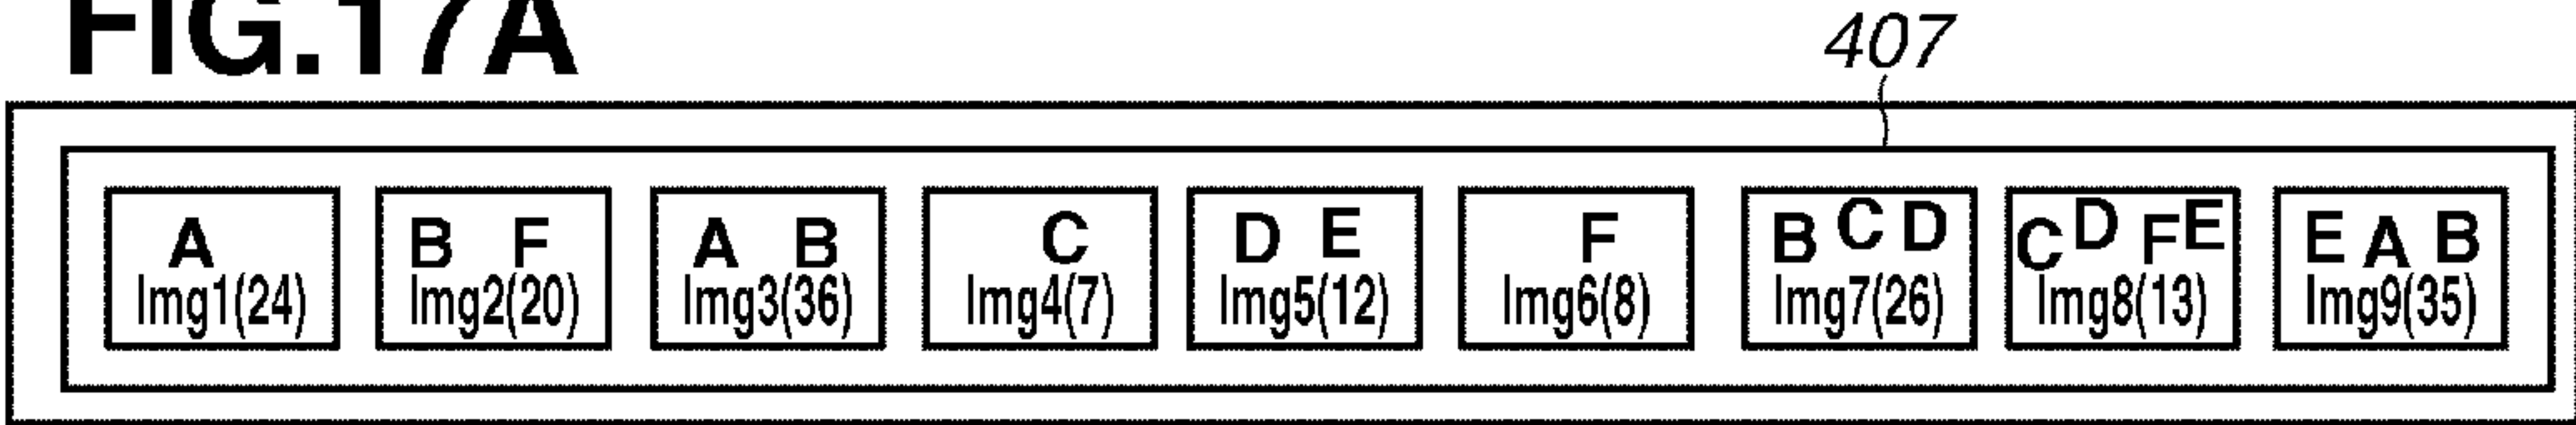 FIG.17A
407
A
Img1(24)
B F
Img2(20)
A B
Img3(36)
C
Img4(7)
D E
Img5(12)
F
Img6(8)
B C D
Img7(26)
C D F E
Img8(13)
E A B
Img9(35)